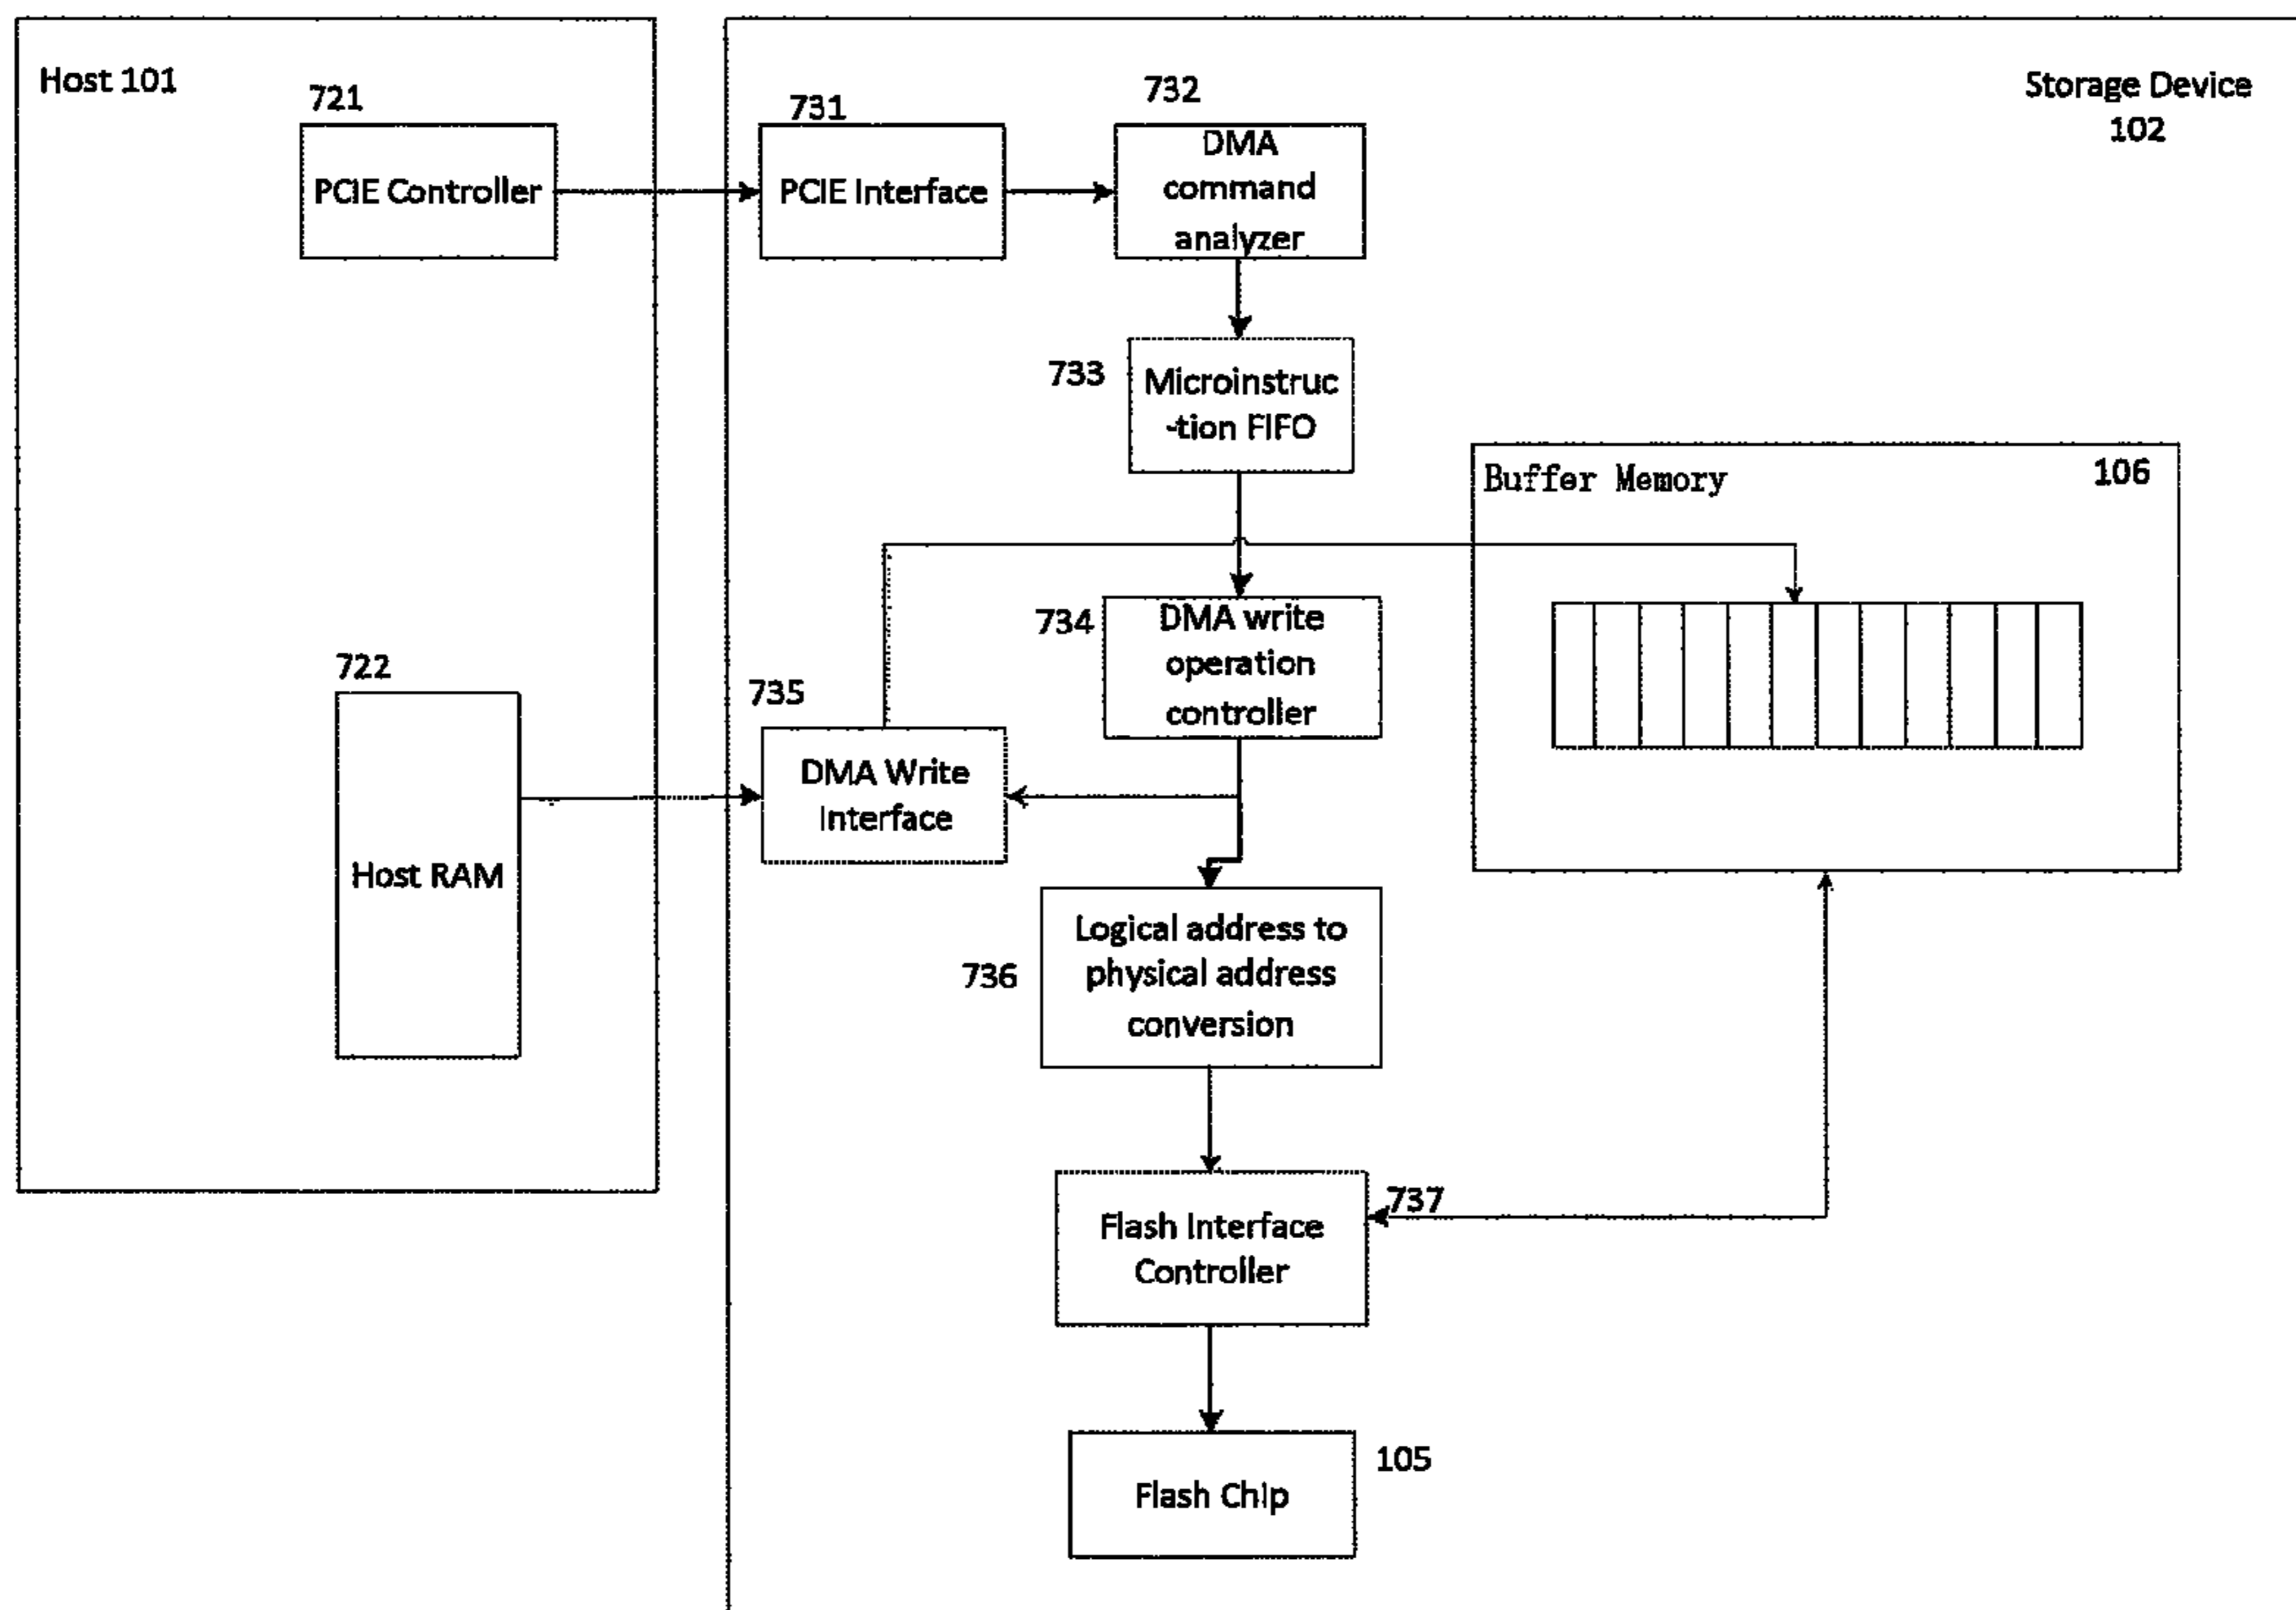 Host 101
721
PCIE Controller
731
PCIE Interface
732
DMA
command
analyzer
Storage Device
102
733
Microinstruc
-tion FIFO
Buffer Memory
106
734
DMA write
operation
controller
722
Host RAM
735
DMA Write
Interface
736
Logical address to
physical address
conversion
737
Flash Interface
Controller
105
Flash Chip